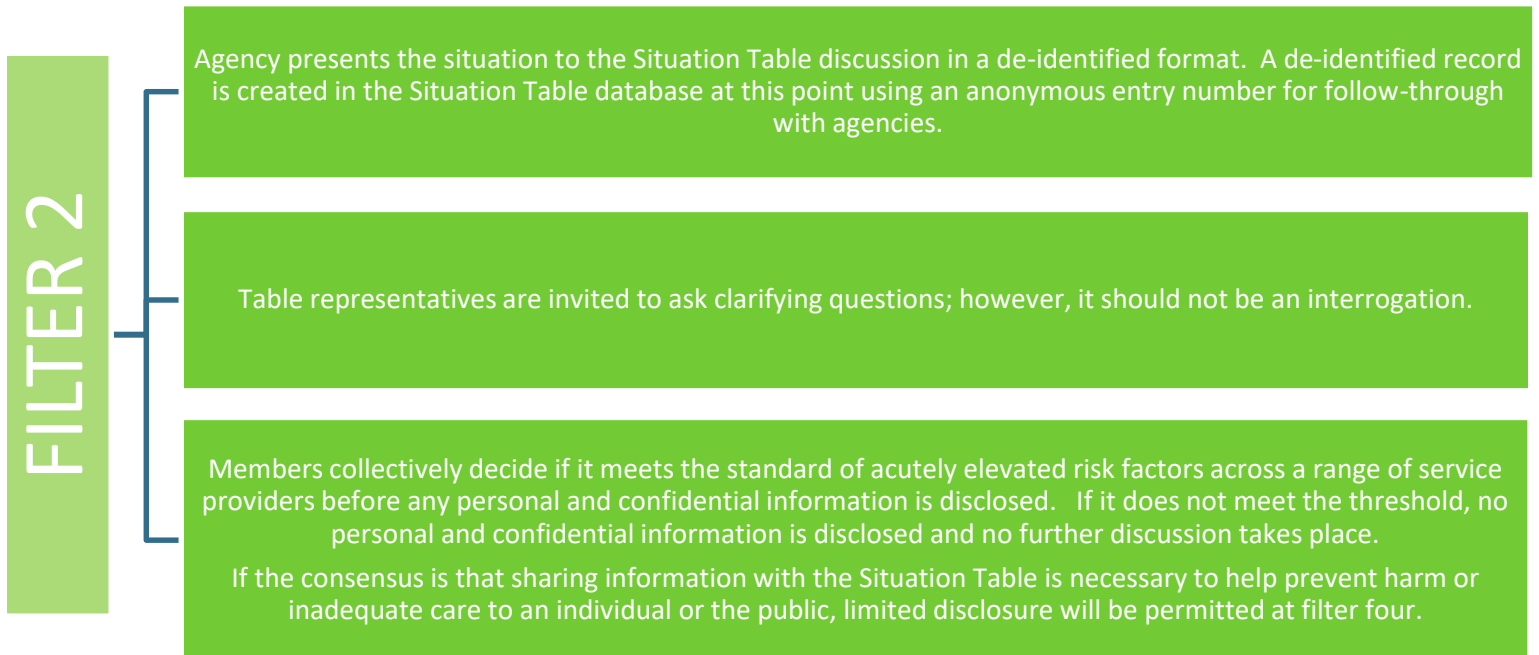 FILTER 2
Agency presents the situation to the Situation Table discussion in a de-identified format.  A de-identified record
is created in the Situation Table database at this point using an anonymous entry number for follow-through
with agencies.
Table representatives are invited to ask clarifying questions; however, it should not be an interrogation.
Members collectively decide if it meets the standard of acutely elevated risk factors across a range of service
providers before any personal and confidential information is disclosed.   If it does not meet the threshold, no
personal and confidential information is disclosed and no further discussion takes place.
If the consensus is that sharing information with the Situation Table is necessary to help prevent harm or
inadequate care to an individual or the public, limited disclosure will be permitted at filter four.